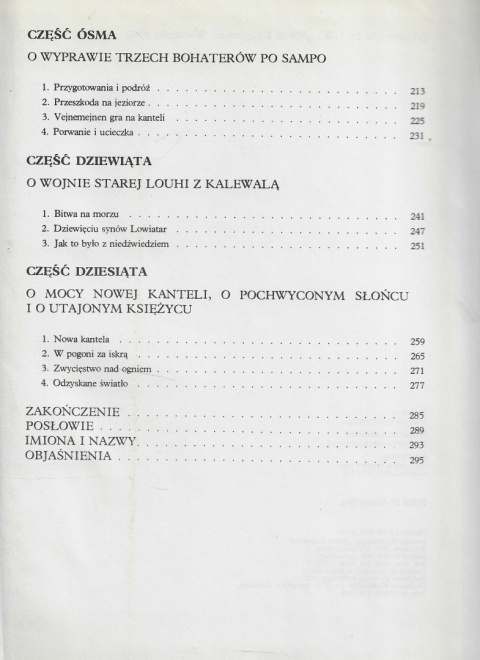 CZĘŚĆ ÓSMA
O WYPRAWIE TRZECH BOHATERÓW PO SAMPO
1. Przygotowania i podróż . . . . . . . . . . . . . . . . . . . . . . . . 213
2. Przeszkoda na jeziorze . . . . . . . . . . . . . . . . . . . . . . . . 219
3. Vejnemejnen gra na kanteli . . . . . . . . . . . . . . . . . . . . . . 225
4. Porwanie i ucieczka . . . . . . . . . . . . . . . . . . . . . . . . . 231
CZĘŚĆ DZIEWIĄTA
O WOJNIE STAREJ LOUHI Z KALEWALĄ
1. Bitwa na morzu . . . . . . . . . . . . . . . . . . . . . . . . . . 241
2. Dziewięciu synów Lowiatar . . . . . . . . . . . . . . . . . . . . . 247
3. Jak to było z niedźwiedziem . . . . . . . . . . . . . . . . . . . . . 251
CZĘŚĆ DZIESIĄTA
O MOCY NOWEJ KANTELI, O POCHWYCONYM SŁOŃCU
I O UTAJONYM KSIĘŻYCU
1. Nowa kantela . . . . . . . . . . . . . . . . . . . . . . . . . . . 259
2. W pogoni za iskrą . . . . . . . . . . . . . . . . . . . . . . . . . 265
3. Zwycięstwo nad ogniem . . . . . . . . . . . . . . . . . . . . . . . 271
4. Odzyskane światło . . . . . . . . . . . . . . . . . . . . . . . . . 277
ZAKOŃCZENIE . . . . . . . . . . . . . . . . . . . . . . . . . . . 285
POSŁOWIE . . . . . . . . . . . . . . . . . . . . . . . . . . . . . 289
IMIONA I NAZWY. . . . . . . . . . . . . . . . . . . . . . . . . . 293
OBJAŚNIENIA . . . . . . . . . . . . . . . . . . . . . . . . . . . . 295